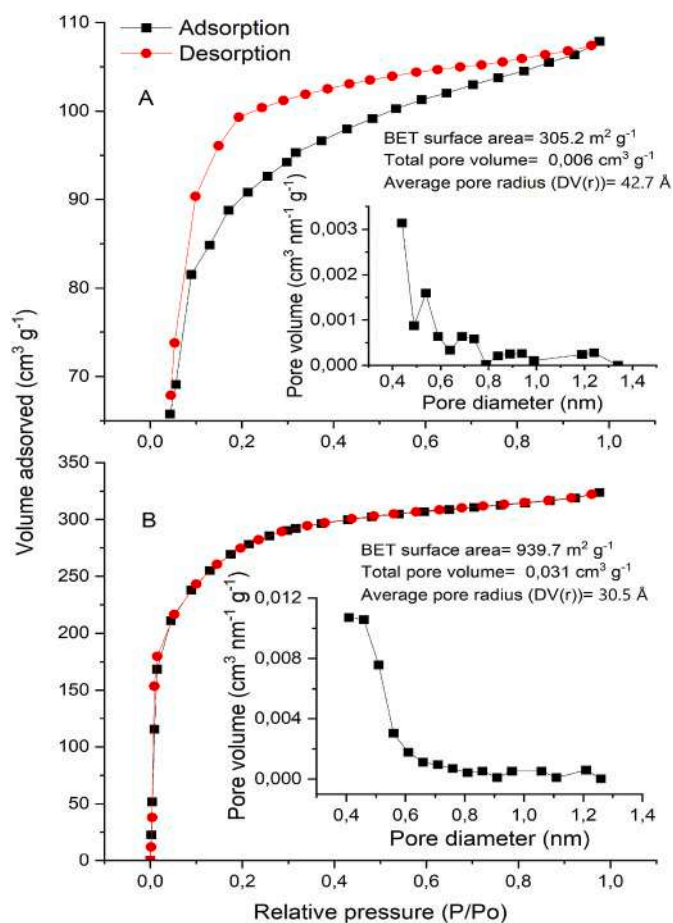 Adsorption
Desorption
A
BET surface area= 305.2 m² g⁻¹
Total pore volume= 0,006 cm³ g⁻¹
Average pore radius (DV(r))= 42.7 Å
110
100
90
80
70
0,003
0,002
0,001
0,000
Pore volume (cm³ nm⁻¹ g⁻¹)
0,4 0,6 0,8 1,0 1,2 1,4
Pore diameter (nm)
0,0 0,2 0,4 0,6 0,8 1,0
Volume adsorbed (cm³ g⁻¹)
B
BET surface area= 939.7 m² g⁻¹
Total pore volume= 0,031 cm³ g⁻¹
Average pore radius (DV(r))= 30.5 Å
350
300
250
200
150
100
50
0
0,012
0,008
0,004
0,000
Pore volume (cm³ nm⁻¹ g⁻¹)
0,4 0,6 0,8 1,0 1,2 1,4
Pore diameter (nm)
0,0 0,2 0,4 0,6 0,8 1,0
Relative pressure (P/Po)